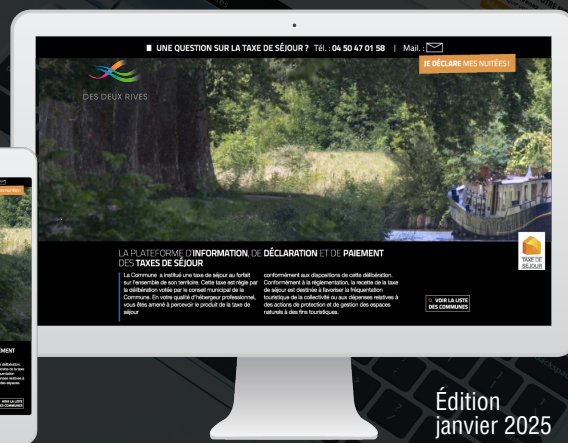 UNE QUESTION SUR LA TAXE DE SÉJOUR ? Tél. : 04 50 47 01 58 | Mail. :
JE DÉCLARE MES NUITÉES !
DES DEUX RIVES
LA PLATEFORME D'INFORMATION, DE DÉCLARATION ET DE PAIEMENT
DES TAXES DE SÉJOUR
La Commune a institué une taxe de séjour au forfait
sur l'ensemble de son territoire. Cette taxe est régie par
la délibération votée par le conseil municipal de la
Commune. En votre qualité d'hébergeur professionnel,
vous êtes amené à percevoir le produit de la taxe de
séjour
conformément aux dispositions de cette délibération.
Conformément à la réglementation, la recette de la taxe
de séjour est destinée à favoriser la fréquentation
touristique de la collectivité ou aux dépenses relatives à
des actions de protection et de gestion des espaces
naturels à des fins touristiques.
TAXE DE
SÉJOUR
VOIR LA LISTE
DES COMMUNES
VOIR LA LISTE
DES COMMUNES
Édition
janvier 2025